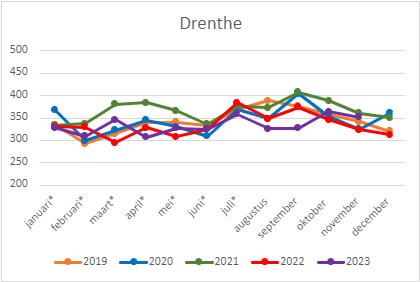 Drenthe
500
450
400
350
300
250
200
januari*
februari*
maart*
april*
mei*
juni*
juli*
augustus
september
oktober
november
december
2019 2020 2021 2022 2023